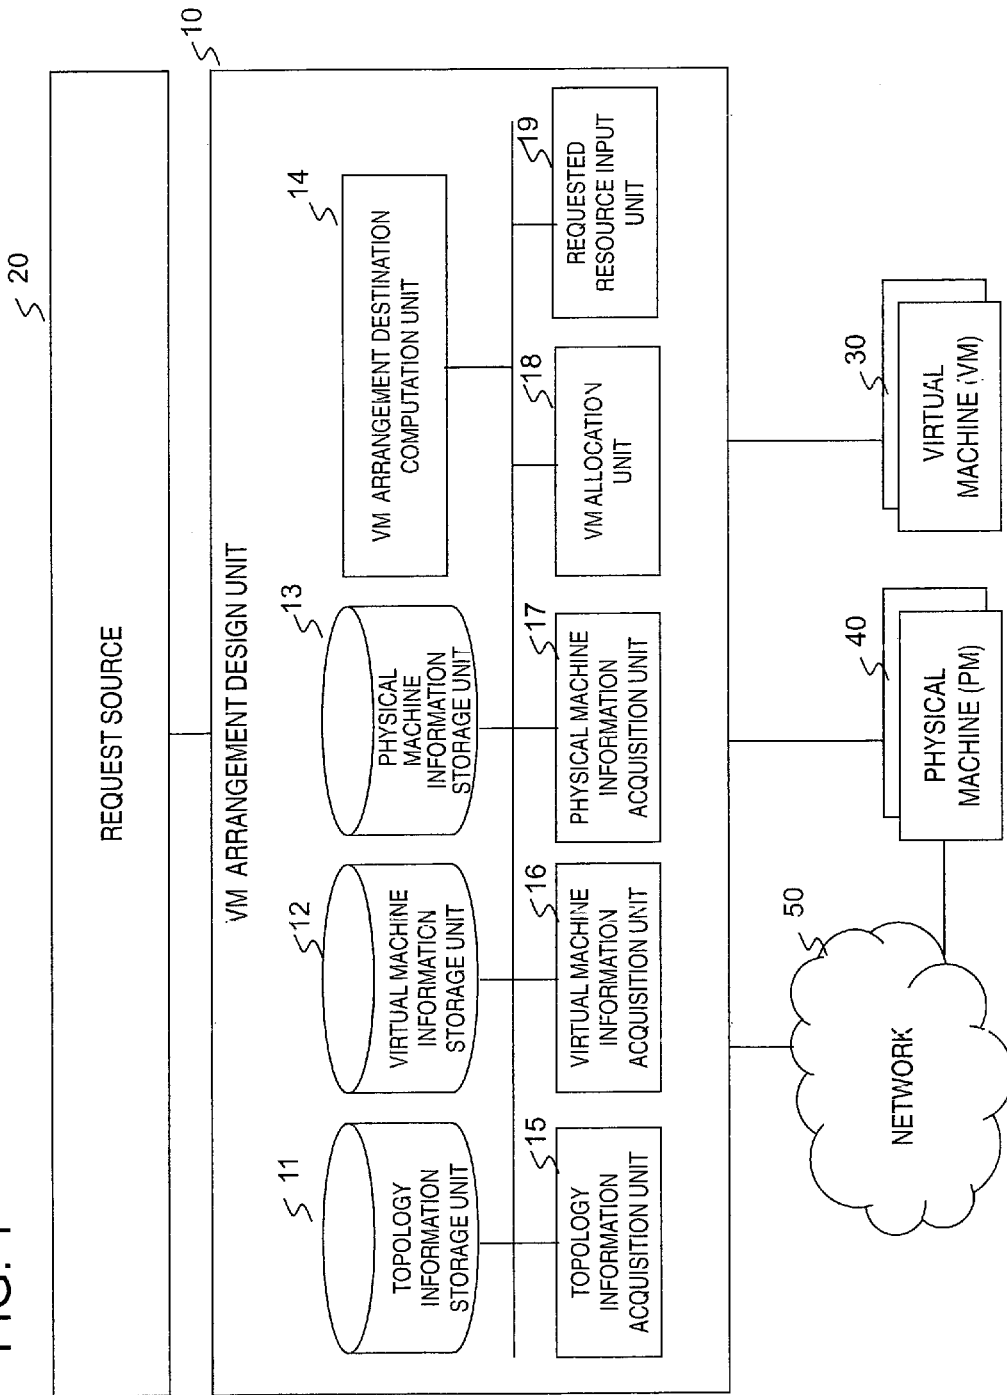 FIG. 1
20
REQUEST SOURCE
10
VM ARRANGEMENT DESIGN UNIT
11
TOPOLOGY
INFORMATION
STORAGE UNIT
12
VIRTUAL MACHINE
INFORMATION
STORAGE UNIT
13
PHYSICAL
MACHINE
INFORMATION
STORAGE UNIT
14
VM ARRANGEMENT DESTINATION
COMPUTATION UNIT
15
TOPOLOGY
INFORMATION
ACQUISITION UNIT
16
VIRTUAL MACHINE
INFORMATION
ACQUISITION UNIT
17
PHYSICAL MACHINE
INFORMATION
ACQUISITION UNIT
18
VM ALLOCATION
UNIT
19
REQUESTED
RESOURCE INPUT
UNIT
50
NETWORK
40
PHYSICAL
MACHINE (PM)
30
VIRTUAL
MACHINE (VM)